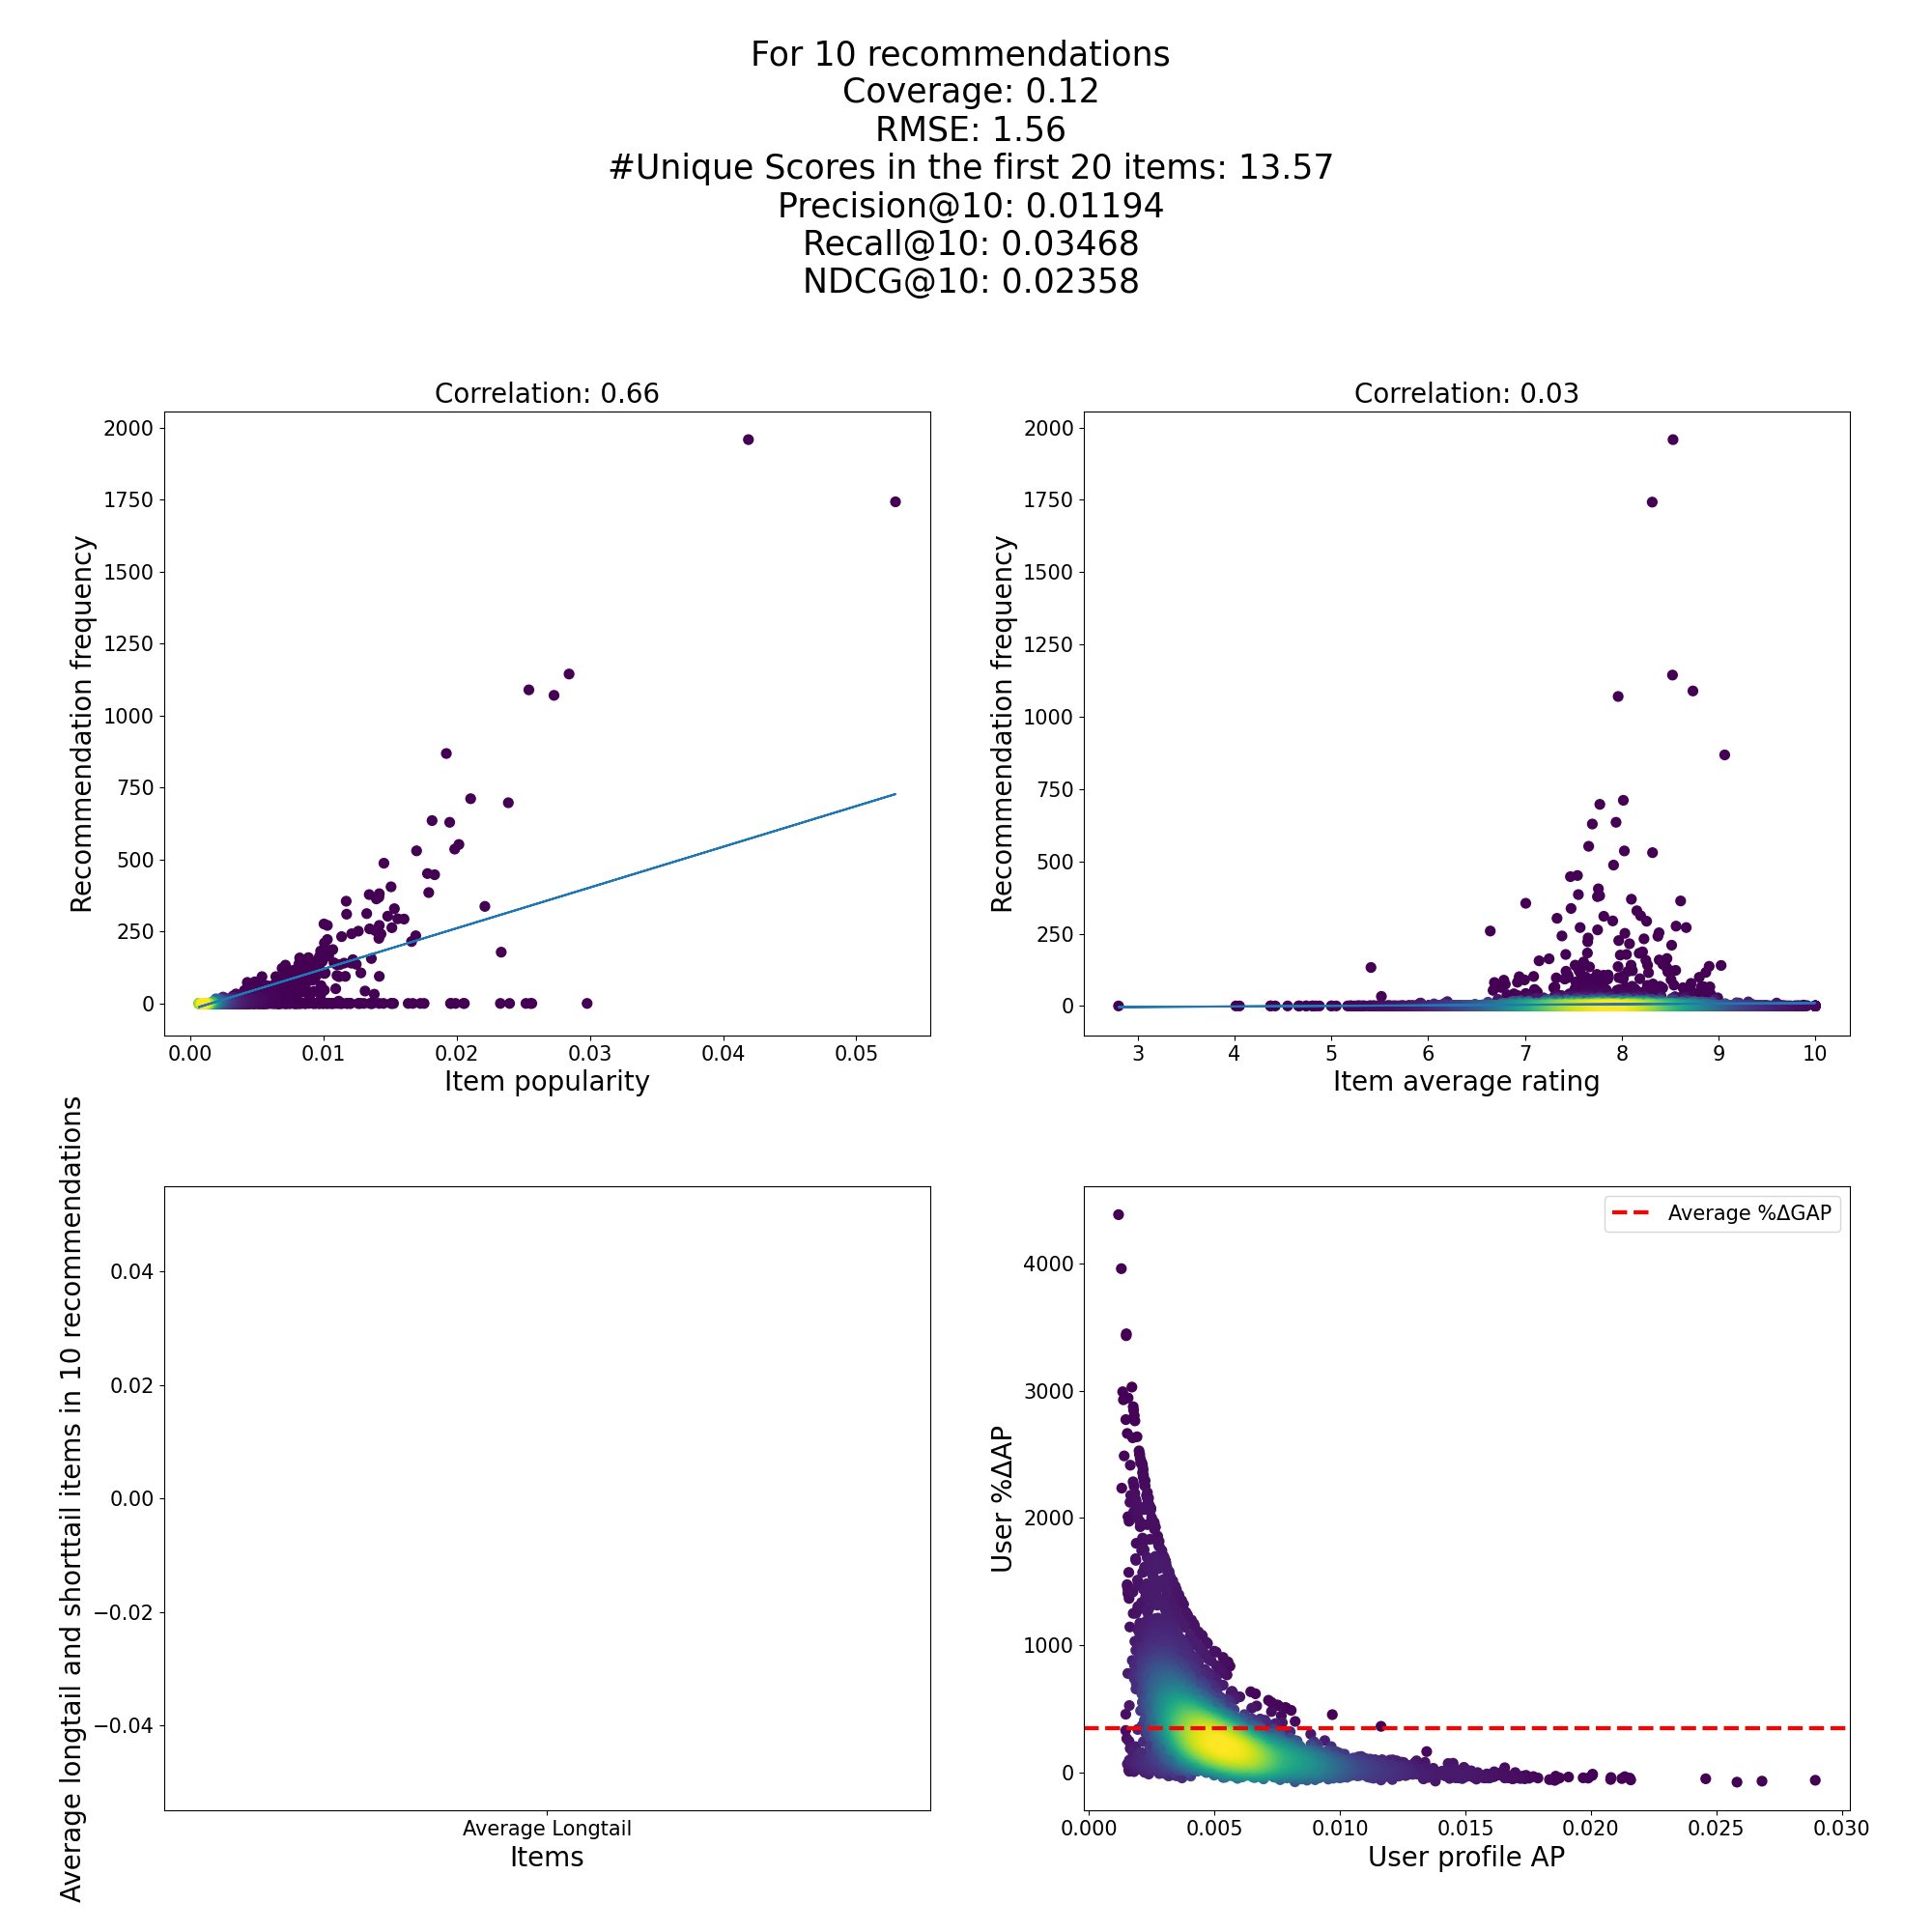 For 10 recommendations
Coverage: 0.12
RMSE: 1.56
#Unique Scores in the first 20 items: 13.57
Precision@10: 0.01194
Recall@10: 0.03468
NDCG@10: 0.02358
Correlation: 0.66
2000
1750
1500
1250
1000
750
500
250
0
Recommendation frequency
0.00 0.01 0.02 0.03 0.04 0.05
Item popularity
Correlation: 0.03
2000
1750
1500
1250
1000
750
500
250
0
Recommendation frequency
3 4 5 6 7 8 9 10
Item average rating
0.04
0.02
0.00
−0.02
−0.04
Average longtail and shorttail items in 10 recommendations
Average Longtail
Items
Average %ΔGAP
4000
3000
2000
1000
0
User %ΔAP
0.000 0.005 0.010 0.015 0.020 0.025 0.030
User profile AP